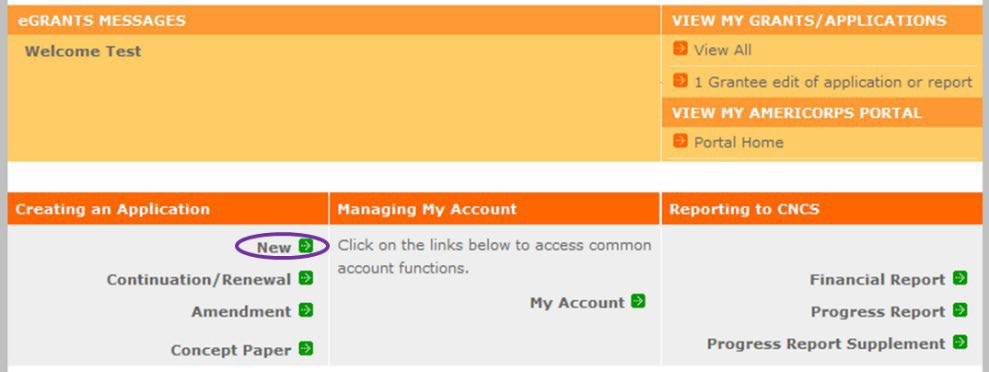 eGRANTS MESSAGES
Welcome Test
VIEW MY GRANTS/APPLICATIONS
View All
1 Grantee edit of application or report
VIEW MY AMERICORPS PORTAL
Portal Home
Creating an Application
New
Continuation/Renewal
Amendment
Concept Paper
Managing My Account
Click on the links below to access common
account functions.
My Account
Reporting to CNCS
Financial Report
Progress Report
Progress Report Supplement